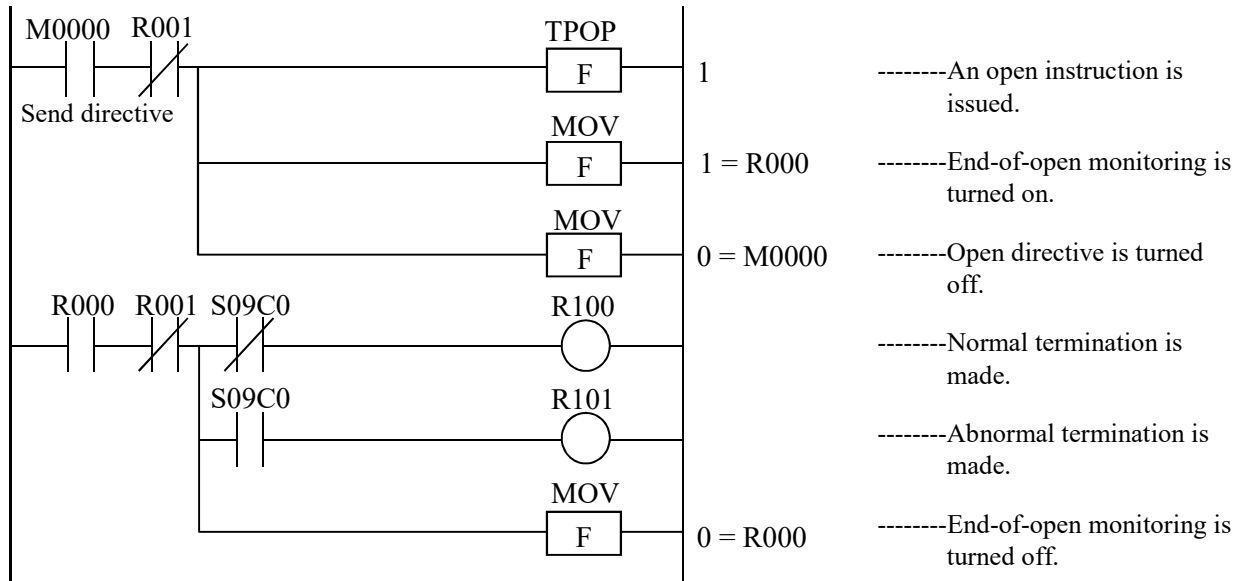 M0000 R001 TPOP
F 1 --------An open instruction is
issued.
Send directive
MOV
F 1 = R000 --------End-of-open monitoring is
turned on.
MOV
F 0 = M0000 --------Open directive is turned
off.
R000 R001 S09C0 R100
--------Normal termination is
made.
S09C0 R101
--------Abnormal termination is
made.
MOV
F 0 = R000 --------End-of-open monitoring is
turned off.